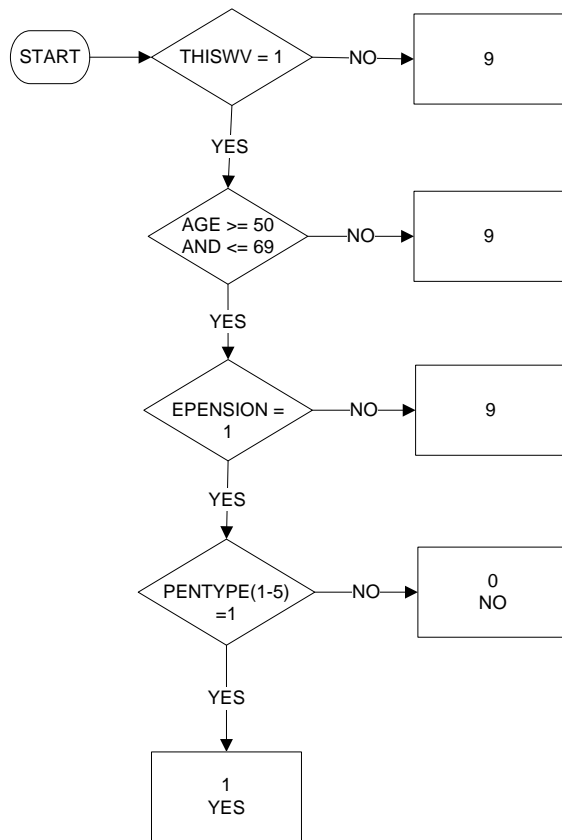 START
THISWV = 1
NO
9
YES
AGE >= 50
AND <= 69
NO
9
YES
EPENSION =
1
NO
9
YES
PENTYPE(1-5)
=1
NO
0
NO
YES
1
YES